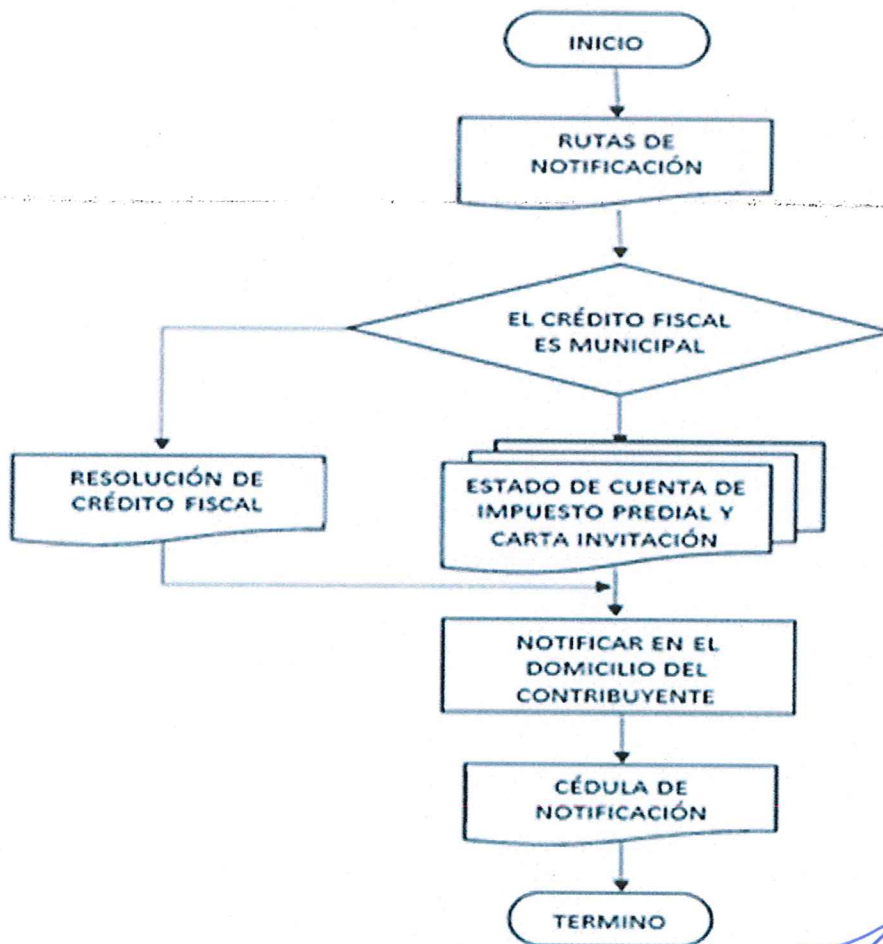 INICIO
RUTAS DE
NOTIFICACIÓN
EL CRÉDITO FISCAL
ES MUNICIPAL
RESOLUCIÓN DE
CRÉDITO FISCAL
ESTADO DE CUENTA DE
IMPUESTO PREDIAL Y
CARTA INVITACIÓN
NOTIFICAR EN EL
DOMICILIO DEL
CONTRIBUYENTE
CÉDULA DE
NOTIFICACIÓN
TERMINO